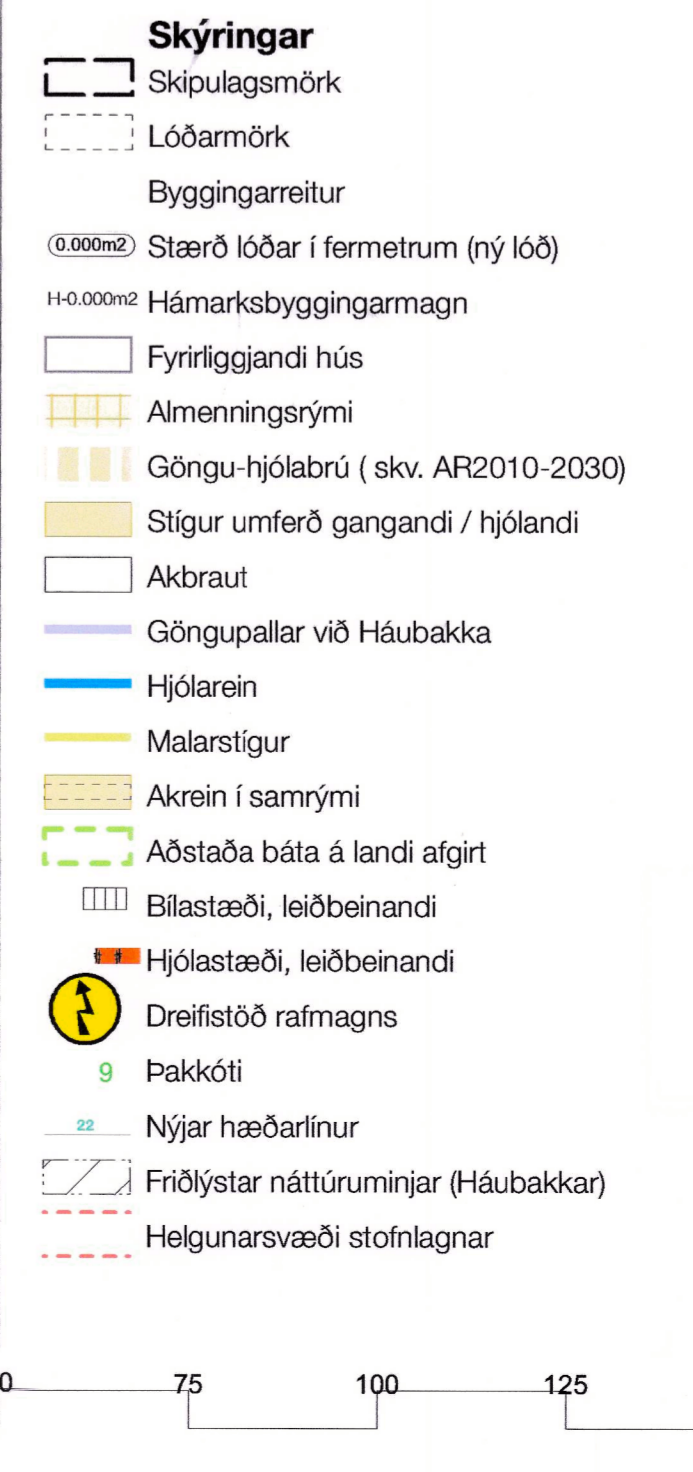 Skýringar
Skipulagsmörk
Lóðarmörk
Byggingarreitur
0.000m2 Stærð lóðar í fermetrum (ný lóð)
H-0.000m2 Hámarksbyggingarmagn
Fyrirliggjandi hús
Almenningsrými
Göngu-hjólabrú ( skv. AR2010-2030)
Stígur umferð gangandi / hjólandi
Akbraut
Göngupallar við Háubakka
Hjólarein
Malarstígur
Akrein í samrými
Aðstaða báta á landi afgirt
Bílastæði, leiðbeinandi
Hjólastæði, leiðbeinandi
Dreifistöð rafmagns
9 Þakkóti
22 Nýjar hæðarlínur
Friðlýstar náttúruminjar (Háubakkar)
Helgunarsvæði stofnlagnar
0 75 100 125